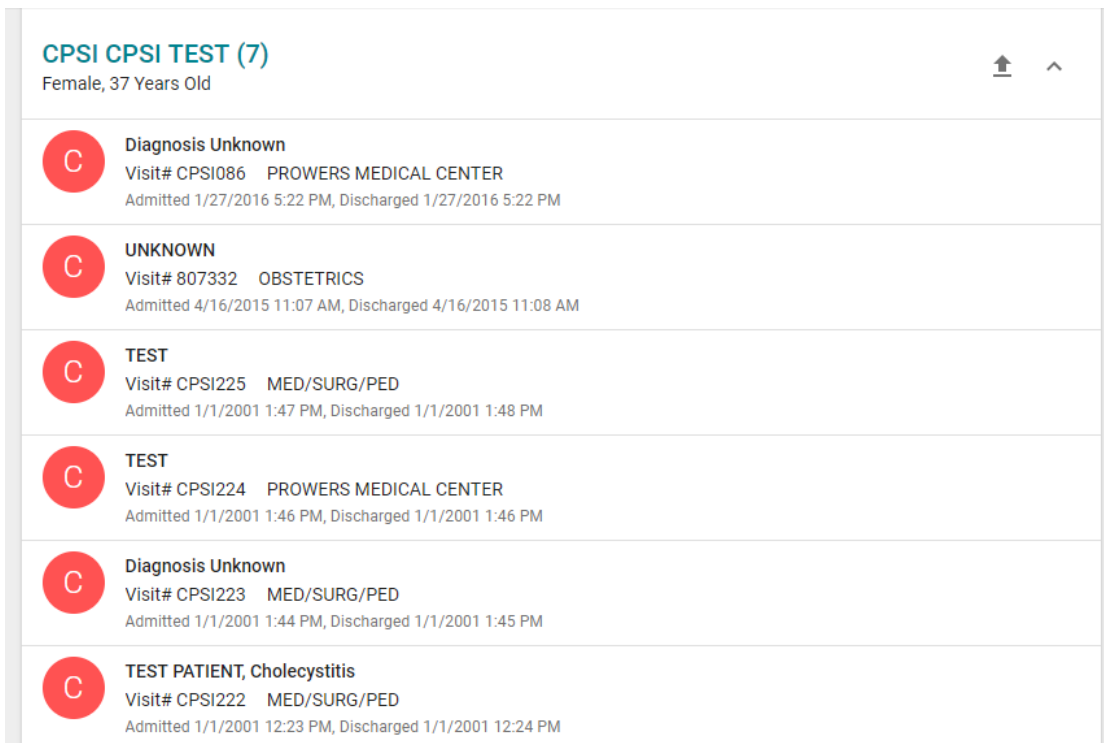 CPSI CPSI TEST (7)
Female, 37 Years Old
C
Diagnosis Unknown
Visit# CPSI086 PROWERS MEDICAL CENTER
Admitted 1/27/2016 5:22 PM, Discharged 1/27/2016 5:22 PM
C
UNKNOWN
Visit# 807332 OBSTETRICS
Admitted 4/16/2015 11:07 AM, Discharged 4/16/2015 11:08 AM
C
TEST
Visit# CPSI225 MED/SURG/PED
Admitted 1/1/2001 1:47 PM, Discharged 1/1/2001 1:48 PM
C
TEST
Visit# CPSI224 PROWERS MEDICAL CENTER
Admitted 1/1/2001 1:46 PM, Discharged 1/1/2001 1:46 PM
C
Diagnosis Unknown
Visit# CPSI223 MED/SURG/PED
Admitted 1/1/2001 1:44 PM, Discharged 1/1/2001 1:45 PM
C
TEST PATIENT, Cholecystitis
Visit# CPSI222 MED/SURG/PED
Admitted 1/1/2001 12:23 PM, Discharged 1/1/2001 12:24 PM